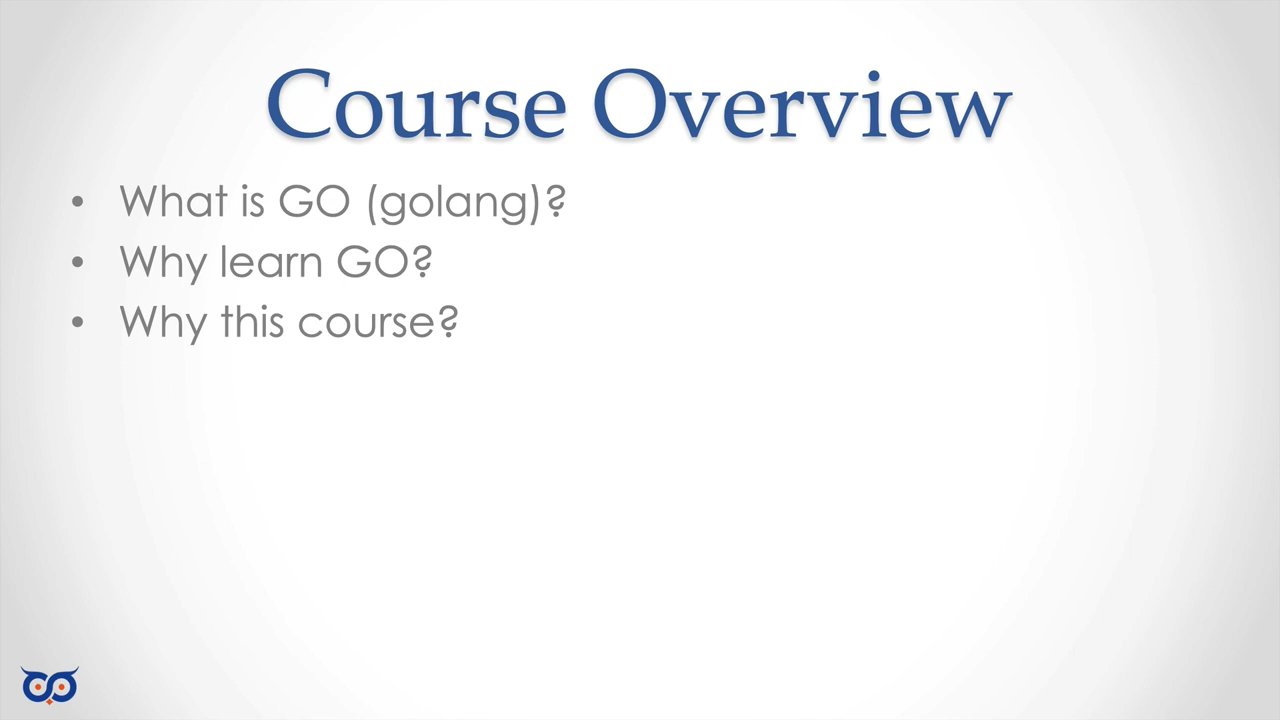 Course Overview
• What is GO (golang)?
• Why learn GO?
• Why this course?